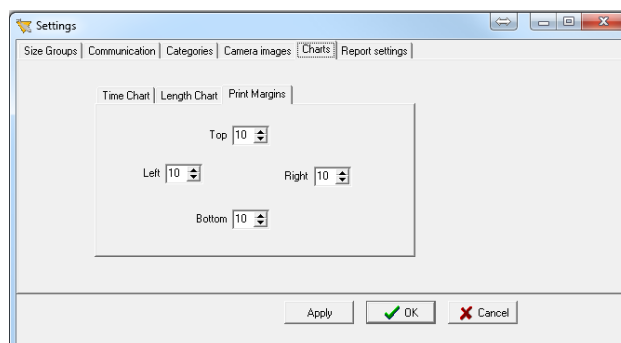 Settings
Size Groups Communication Categories Camera images Charts Report settings
Time Chart Length Chart Print Margins
Top 10
Left 10 Right 10
Bottom 10
Apply OK Cancel